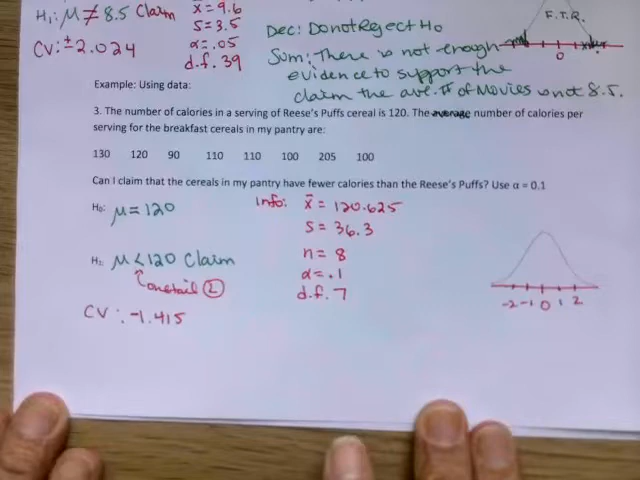 H₁: μ ≠ 8.5 Claim
x̄ = 9.6
s = 3.5
α = .05
d.f. 39
CV: ± 2.024
Dec: Do not Reject H₀
Sum: There is not enough
evidence to support the
claim the ave. # of Movies is not 8.5.
F.T.R.
0
Example: Using data:
3. The number of calories in a serving of Reese's Puffs cereal is 120. The average number of calories per
serving for the breakfast cereals in my pantry are:
130 120 90 110 110 100 205 100
Can I claim that the cereals in my pantry have fewer calories than the Reese's Puffs? Use α = 0.1
H₀: μ = 120
H₁: μ < 120 Claim
one tail L
CV: -1.415
Info: x̄ = 120.625
s = 36.3
n = 8
α = .1
d.f. 7
-2 -1 0 1 2